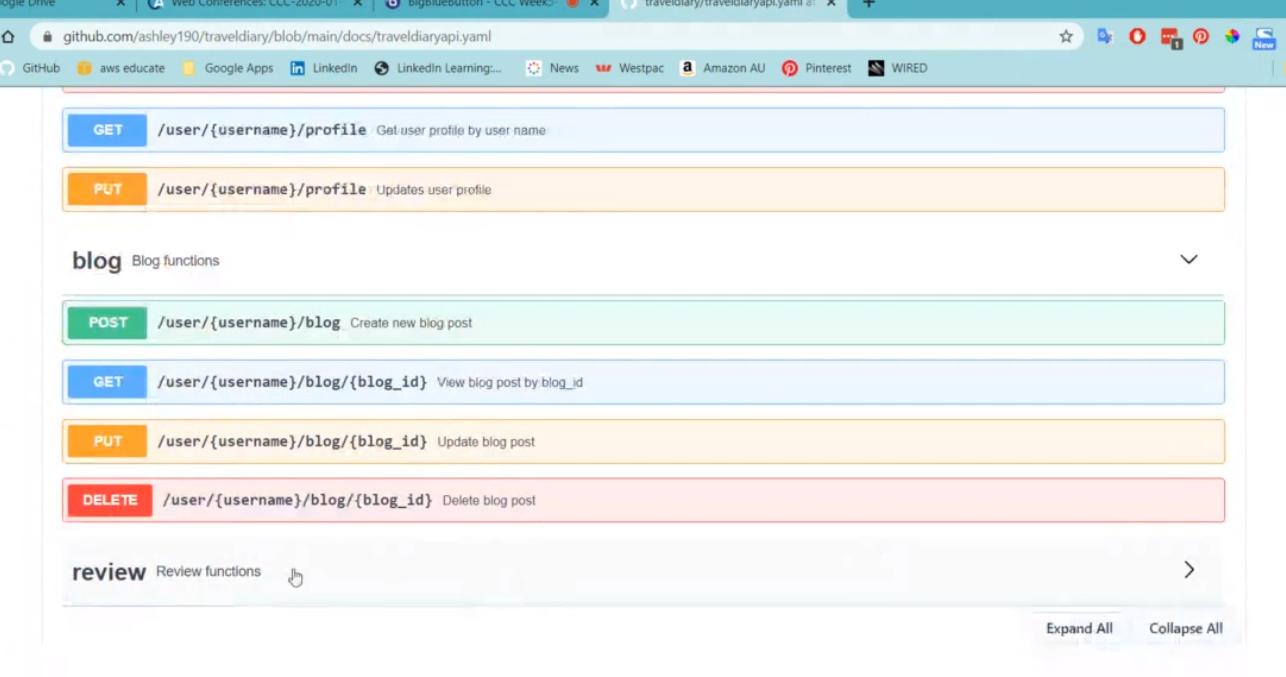 ogle Drive Web Conferences: CCC-2020-01 BigBlueButton - CCC Week5- traveldiary/traveldiaryapi.yaml at
github.com/ashley190/traveldiary/blob/main/docs/traveldiaryapi.yaml
1 New
GitHub aws educate Google Apps LinkedIn LinkedIn Learning:... News Westpac Amazon AU Pinterest WIRED
GET /user/{username}/profile Get user profile by user name
PUT /user/{username}/profile Updates user profile
blog Blog functions
POST /user/{username}/blog Create new blog post
GET /user/{username}/blog/{blog_id} View blog post by blog_id
PUT /user/{username}/blog/{blog_id} Update blog post
DELETE /user/{username}/blog/{blog_id} Delete blog post
review Review functions
Expand All Collapse All